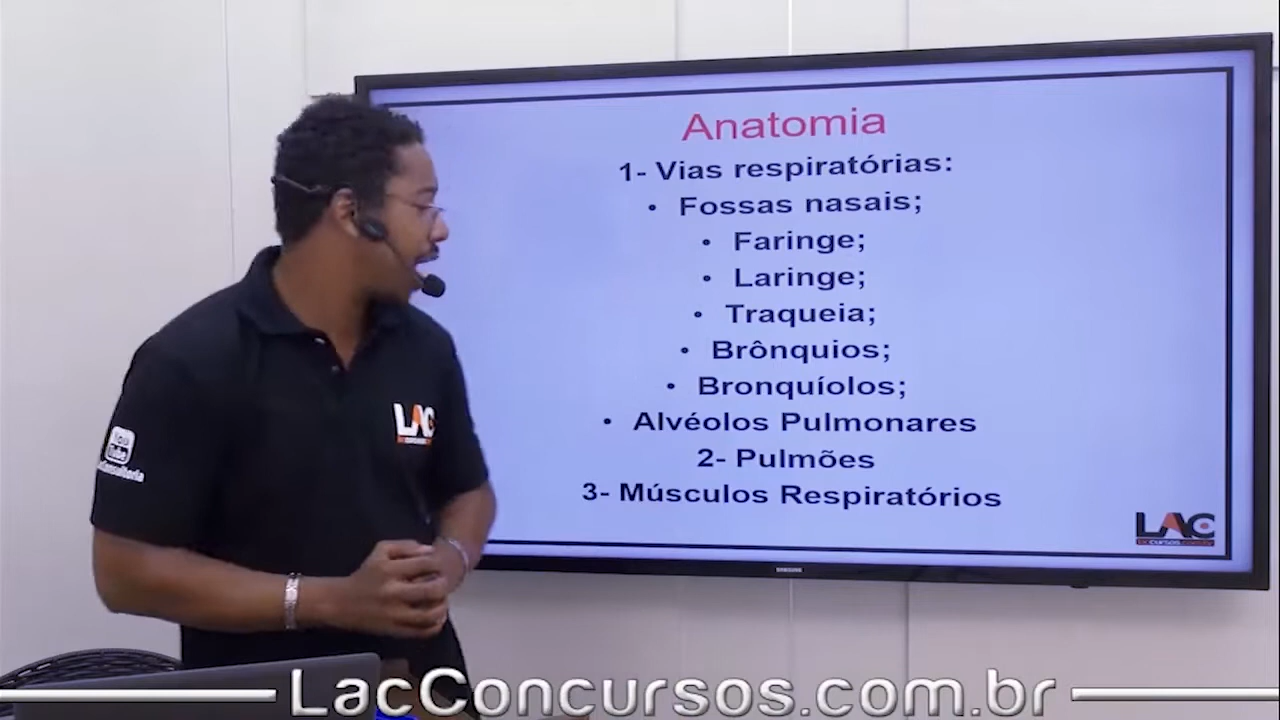 Anatomia
1- Vias respiratórias:
• Fossas nasais;
• Faringe;
• Laringe;
• Traqueia;
• Brônquios;
• Bronquíolos;
• Alvéolos Pulmonares
2- Pulmões
3- Músculos Respiratórios
LAC
SAMSUNG
LAC
LacConcursos.com.br